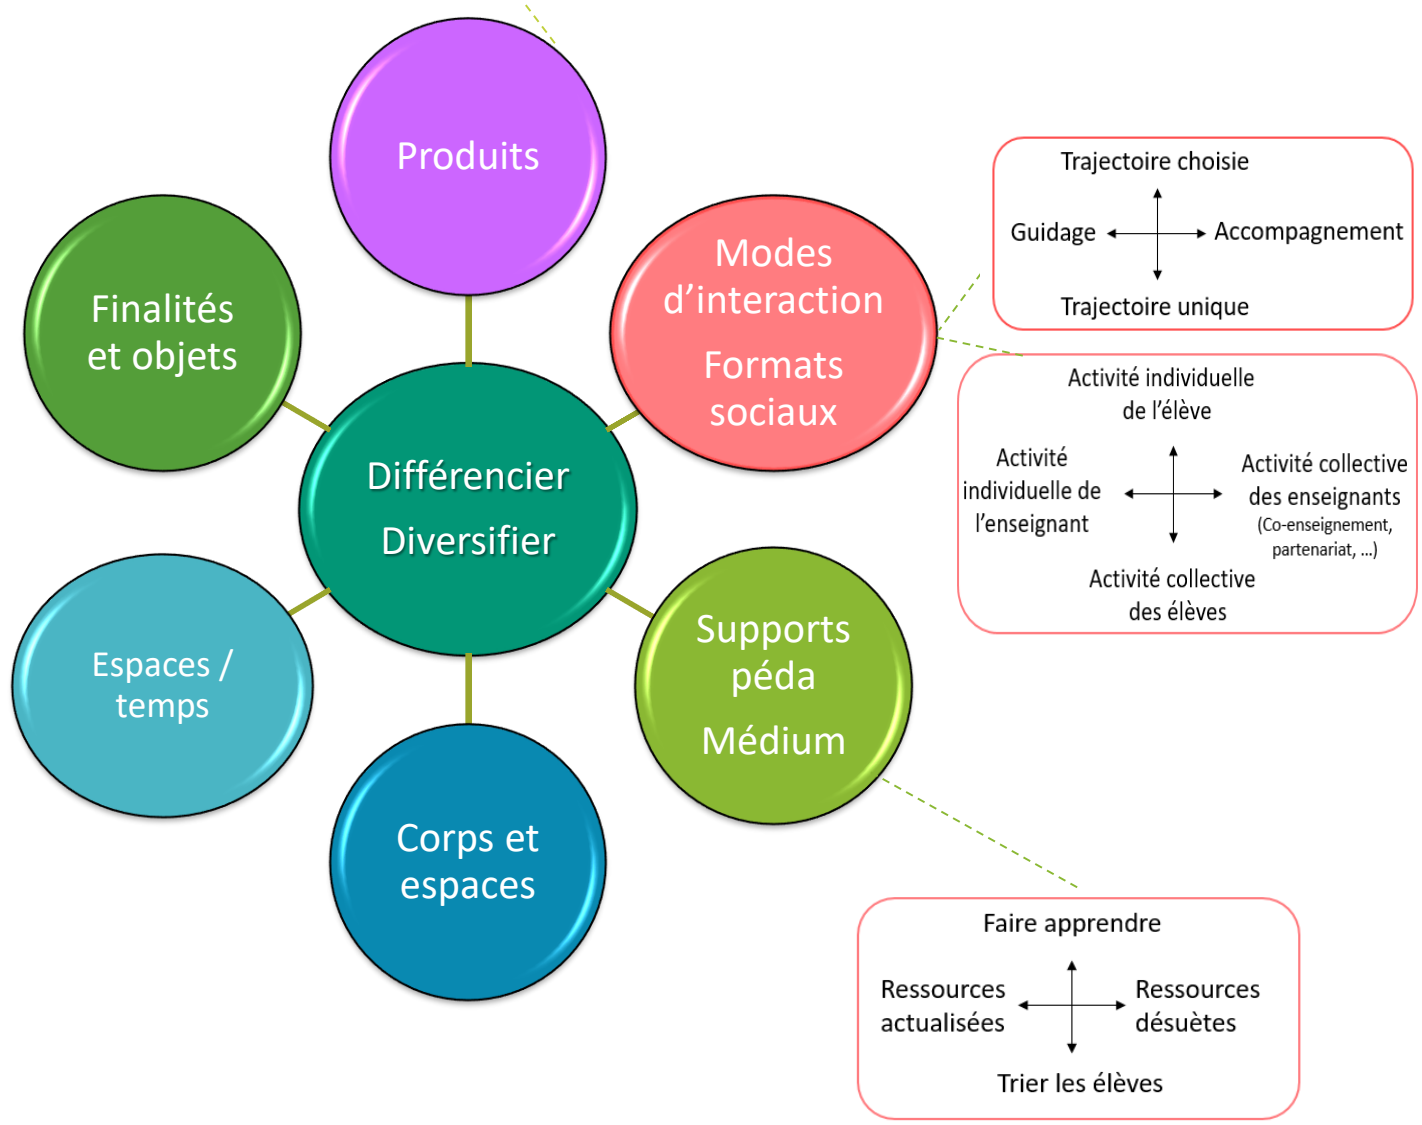 Produits
Finalités
et objets
Modes
d’interaction
Formats
sociaux
Différencier
Diversifier
Espaces /
temps
Supports
péda
Médium
Corps et
espaces
Trajectoire choisie
Guidage
Accompagnement
Trajectoire unique
Activité individuelle
de l’élève
Activité
individuelle de
l’enseignant
Activité collective
des enseignants
(Co-enseignement,
partenariat, ...)
Activité collective
des élèves
Faire apprendre
Ressources
actualisées
Ressources
désuètes
Trier les élèves